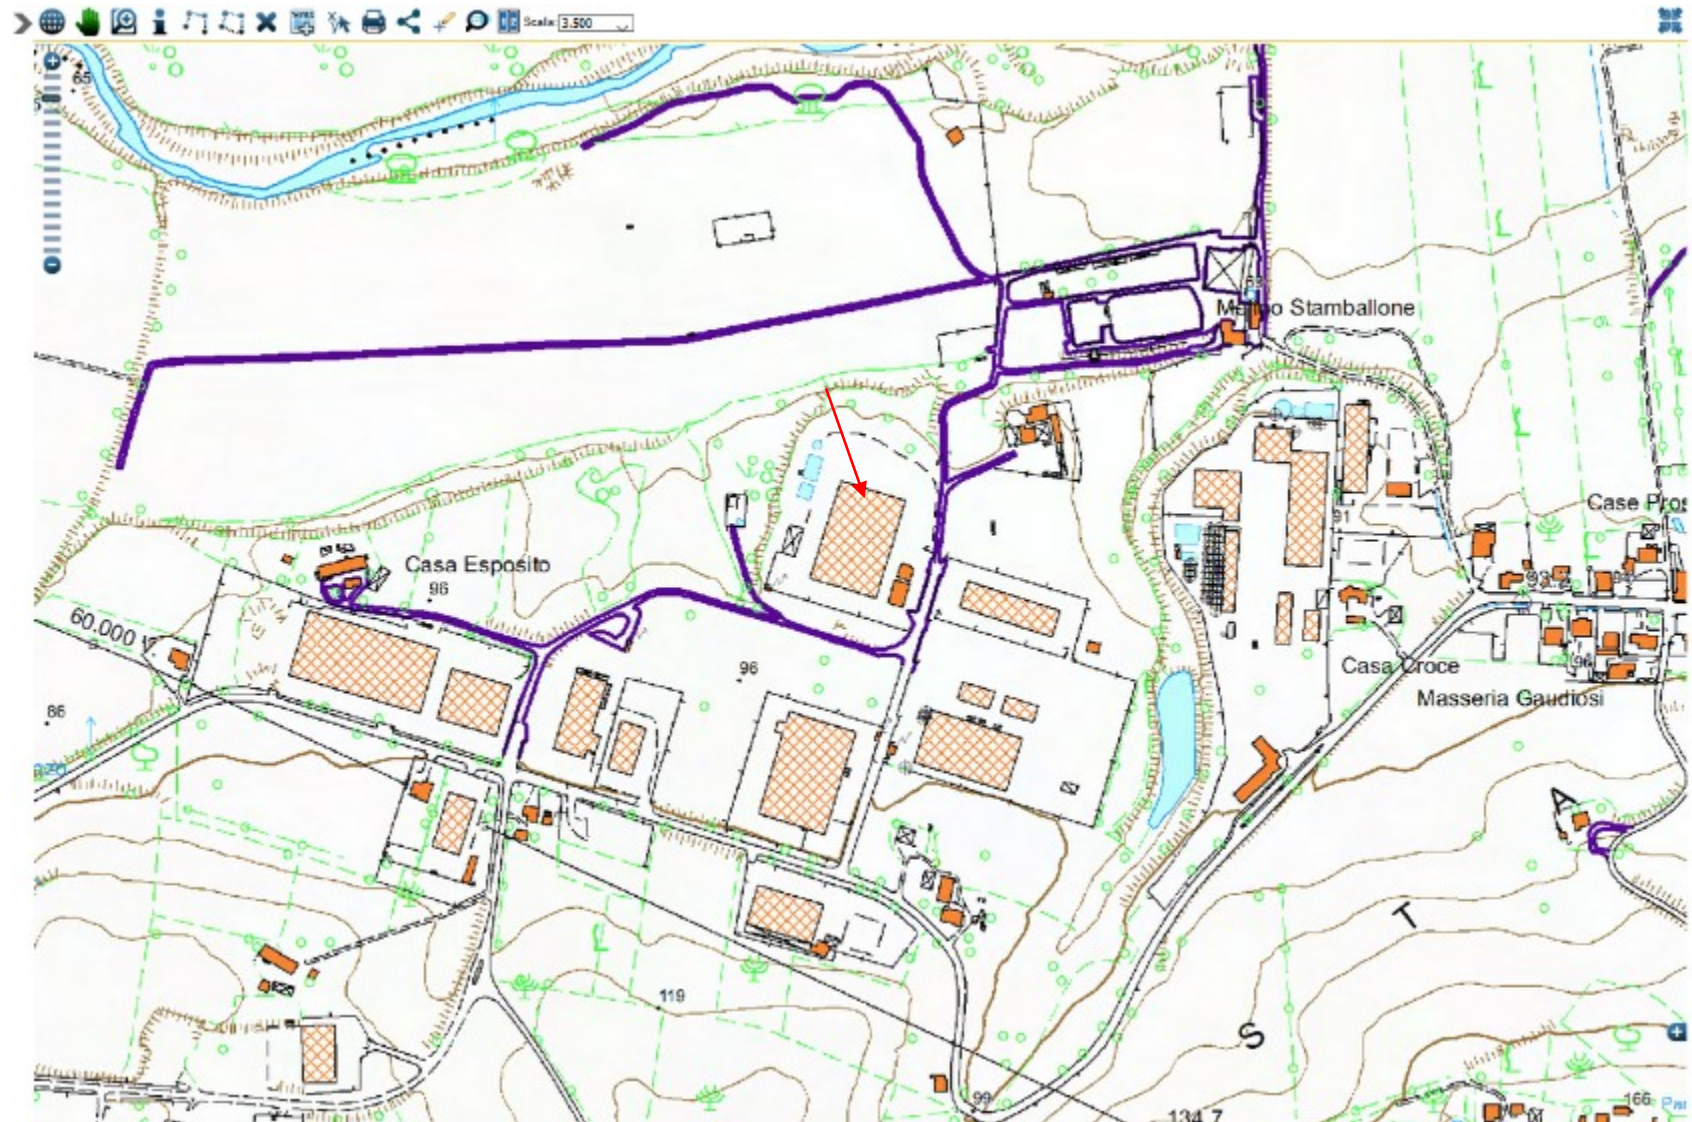 Scala: 3.500
65
Stamballone
91
Case Pros
Casa Esposito
96
93.2
60.000 V
96
96
Casa Croce
Masseria Gaudiosi
86
A
T
119
S
99
134.7
166